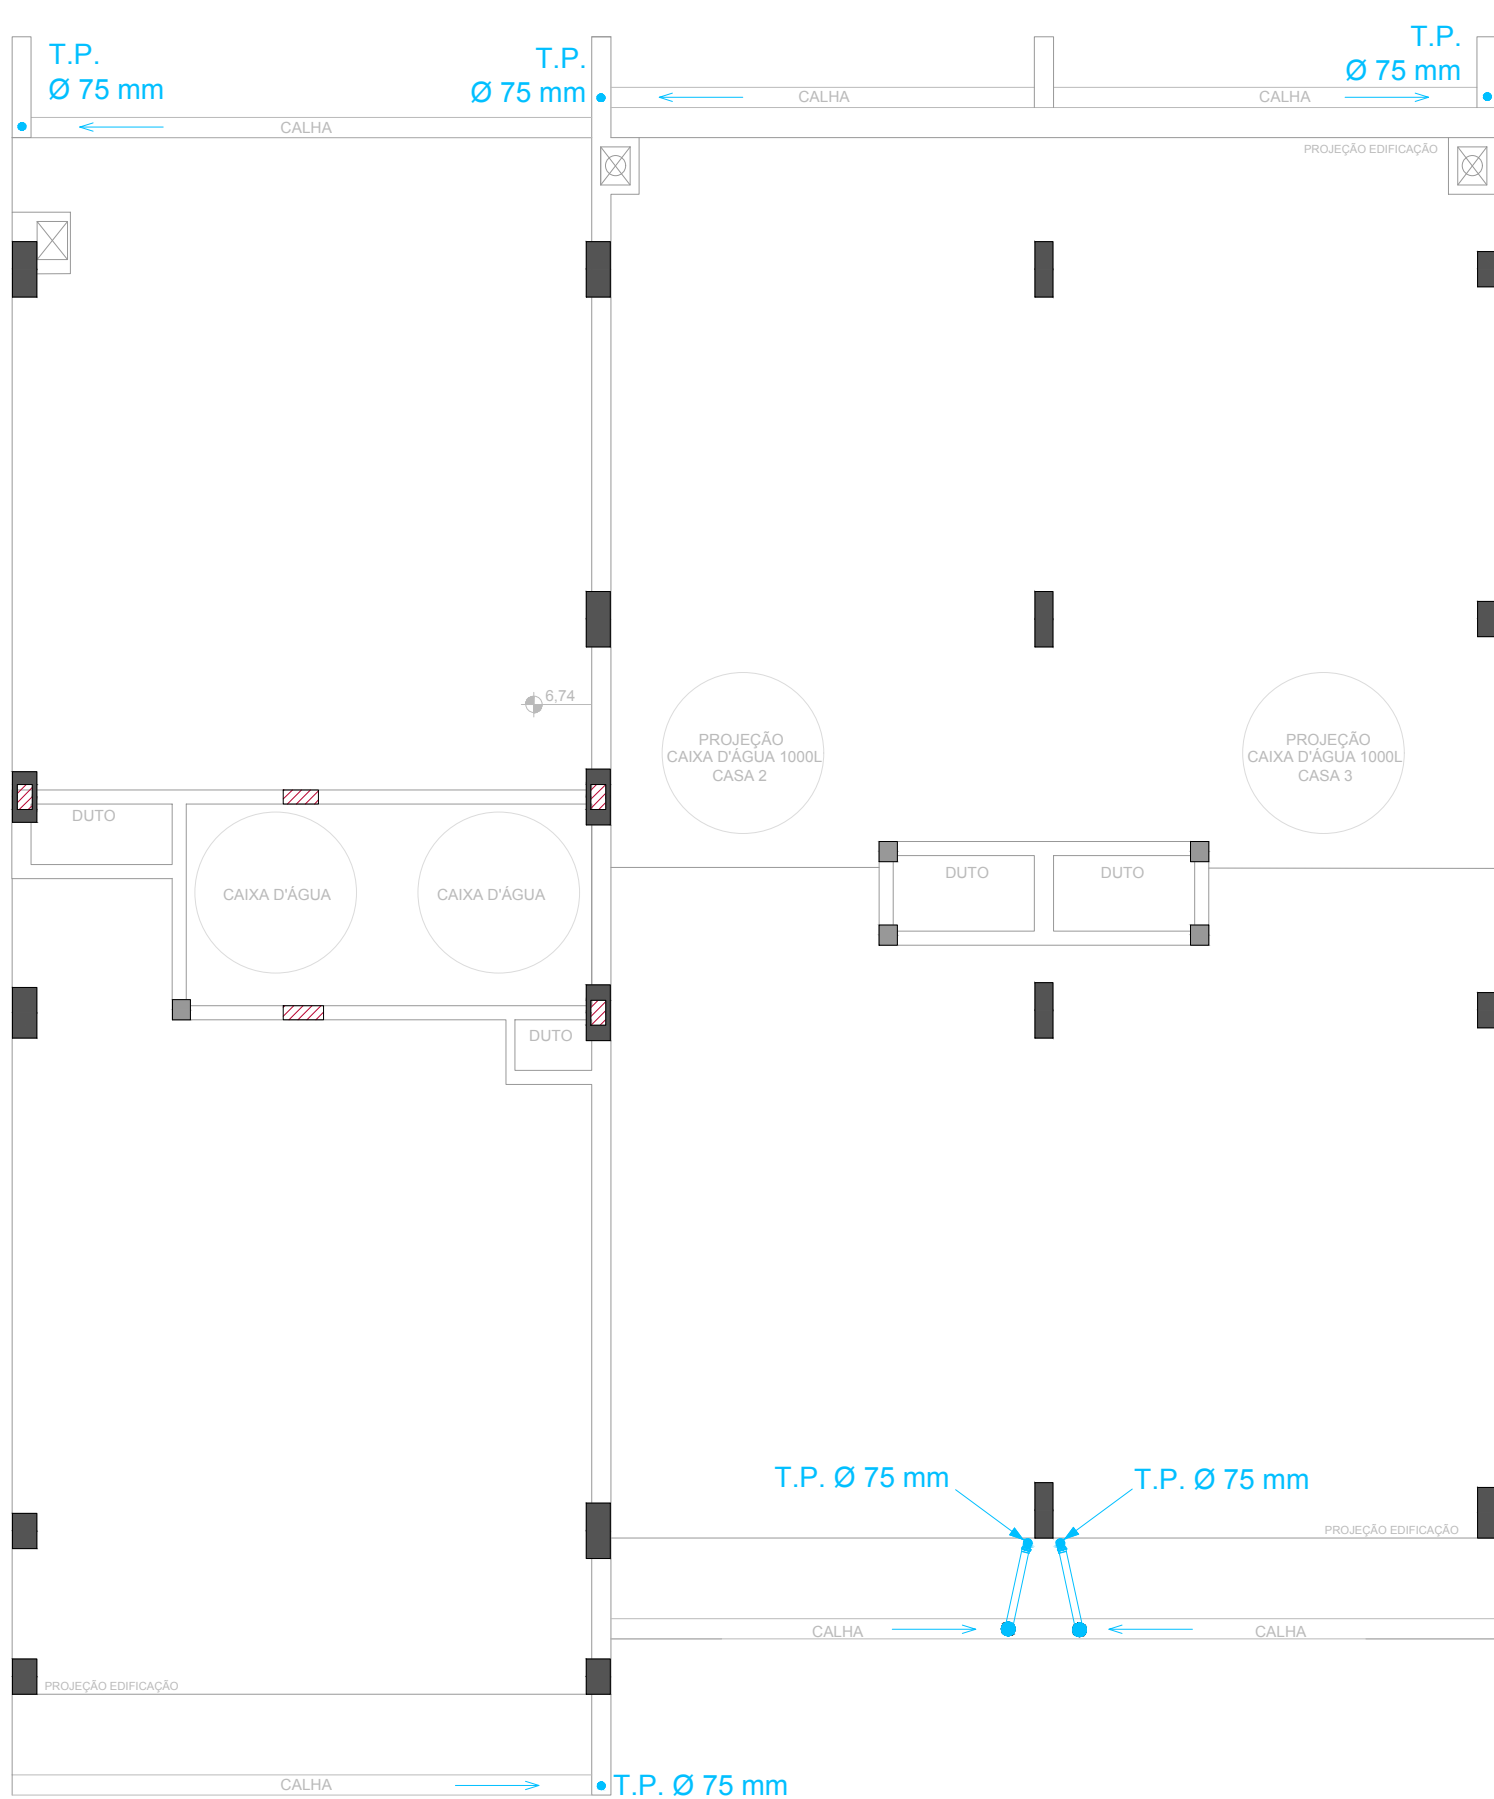 T.P.
Ø 75 mm
T.P.
Ø 75 mm
T.P.
Ø 75 mm
CALHA
CALHA
CALHA
PROJEÇÃO EDIFICAÇÃO
6,74
PROJEÇÃO
CAIXA D'ÁGUA 1000L
CASA 2
PROJEÇÃO
CAIXA D'ÁGUA 1000L
CASA 3
DUTO
CAIXA D'ÁGUA
CAIXA D'ÁGUA
DUTO
DUTO
DUTO
T.P. Ø 75 mm
T.P. Ø 75 mm
PROJEÇÃO EDIFICAÇÃO
CALHA
CALHA
PROJEÇÃO EDIFICAÇÃO
CALHA
T.P. Ø 75 mm